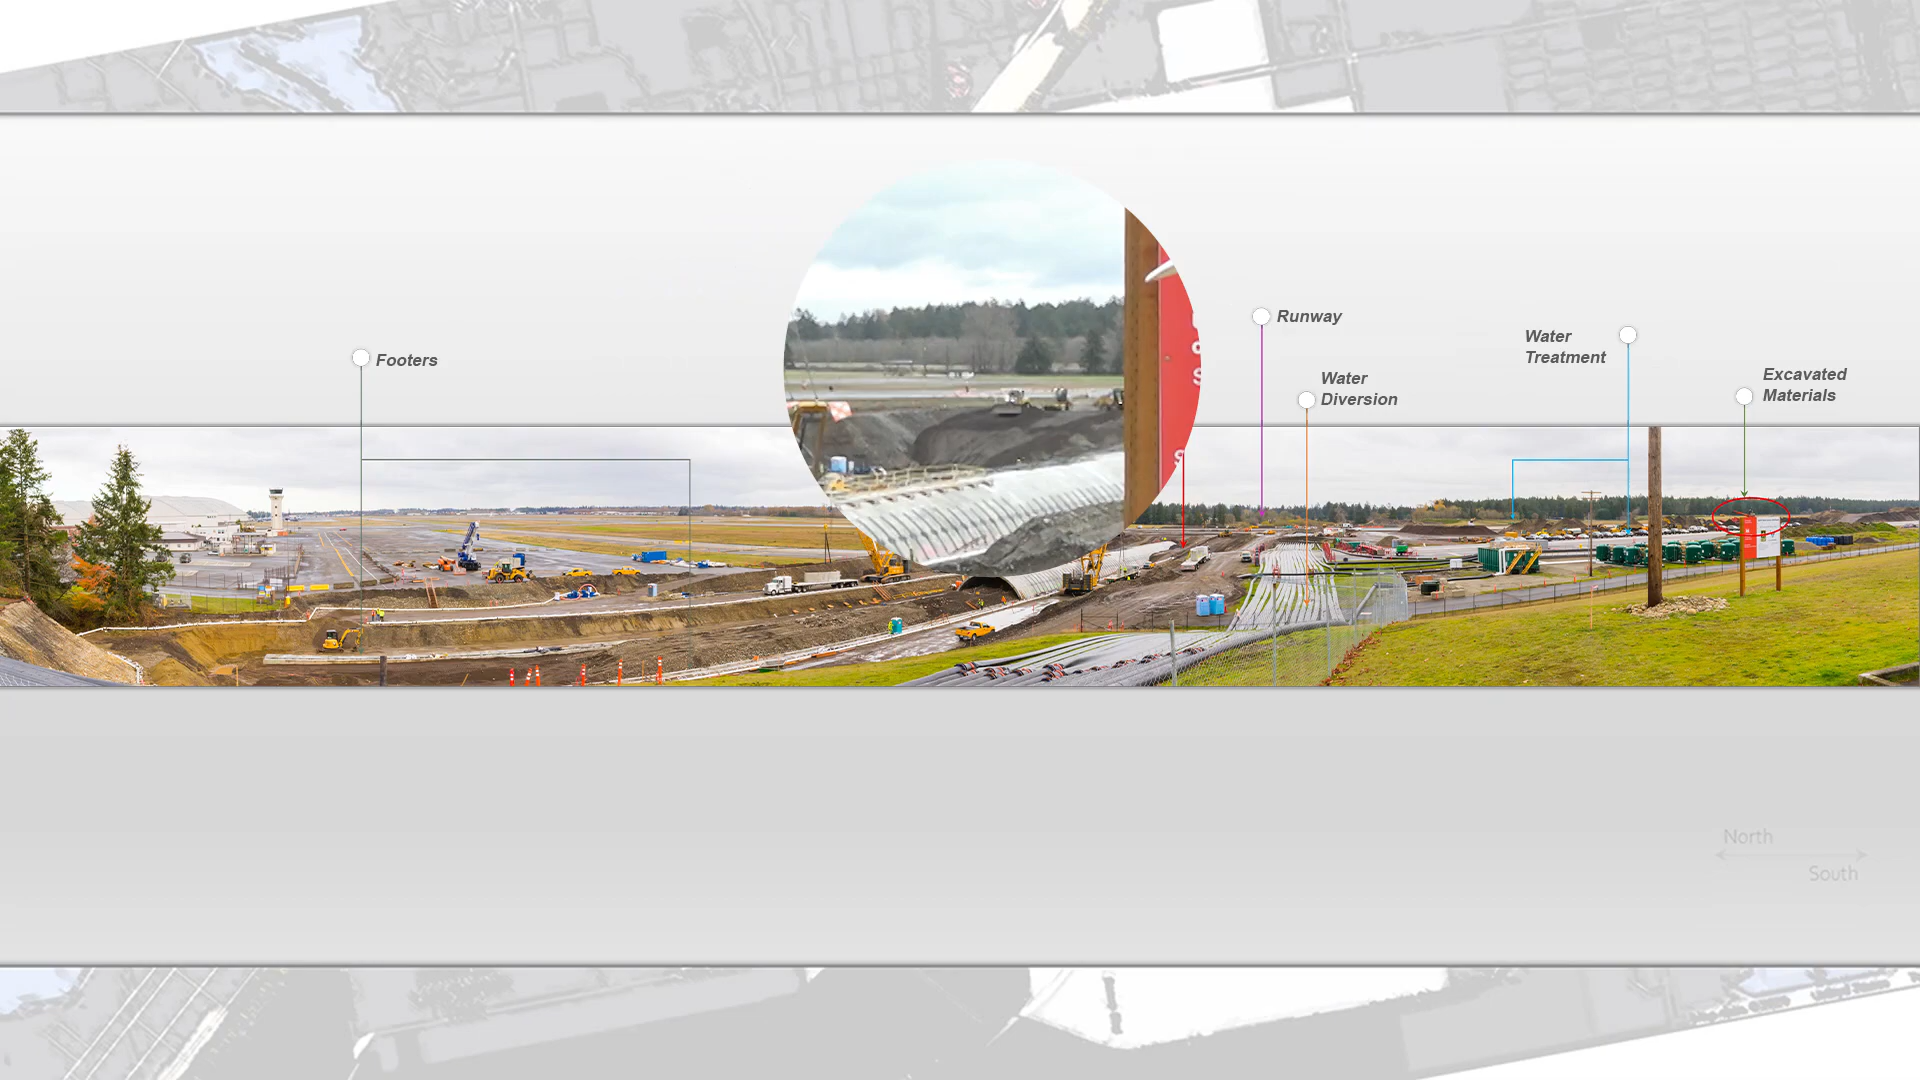 Footers
Runway
Water
Diversion
Water
Treatment
Excavated
Materials
North
South